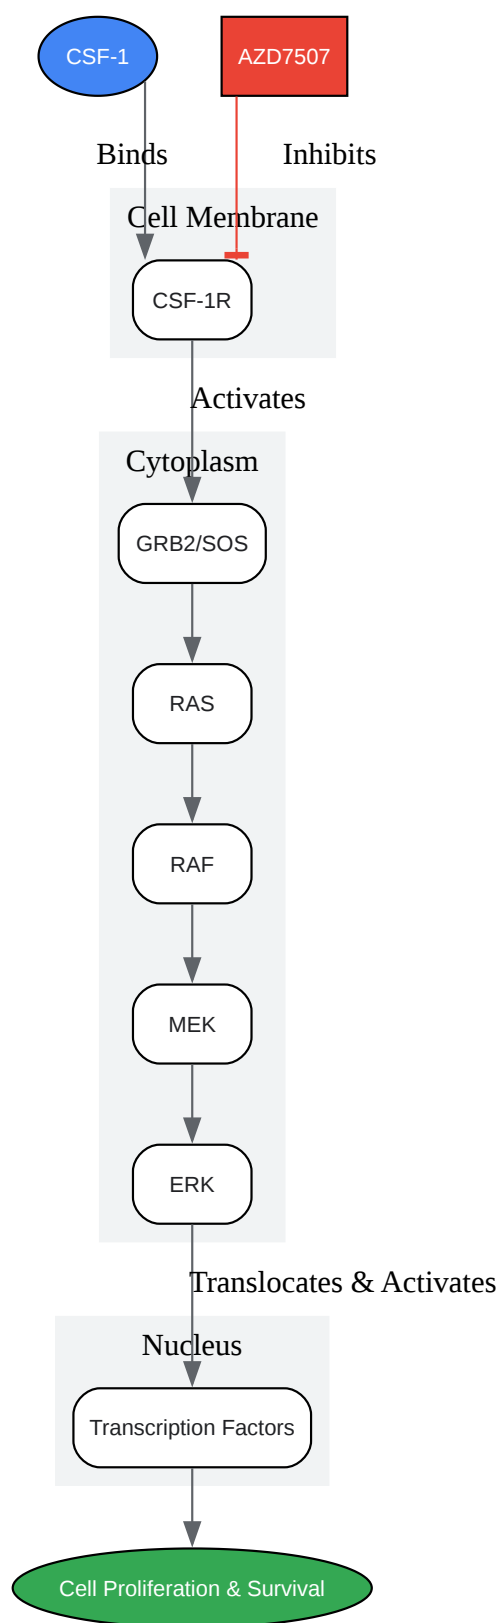 CSF-1
AZD7507
Binds
Inhibits
Cell Membrane
CSF-1R
Activates
Cytoplasm
GRB2/SOS
RAS
RAF
MEK
ERK
Translocates & Activates
Nucleus
Transcription Factors
Cell Proliferation & Survival